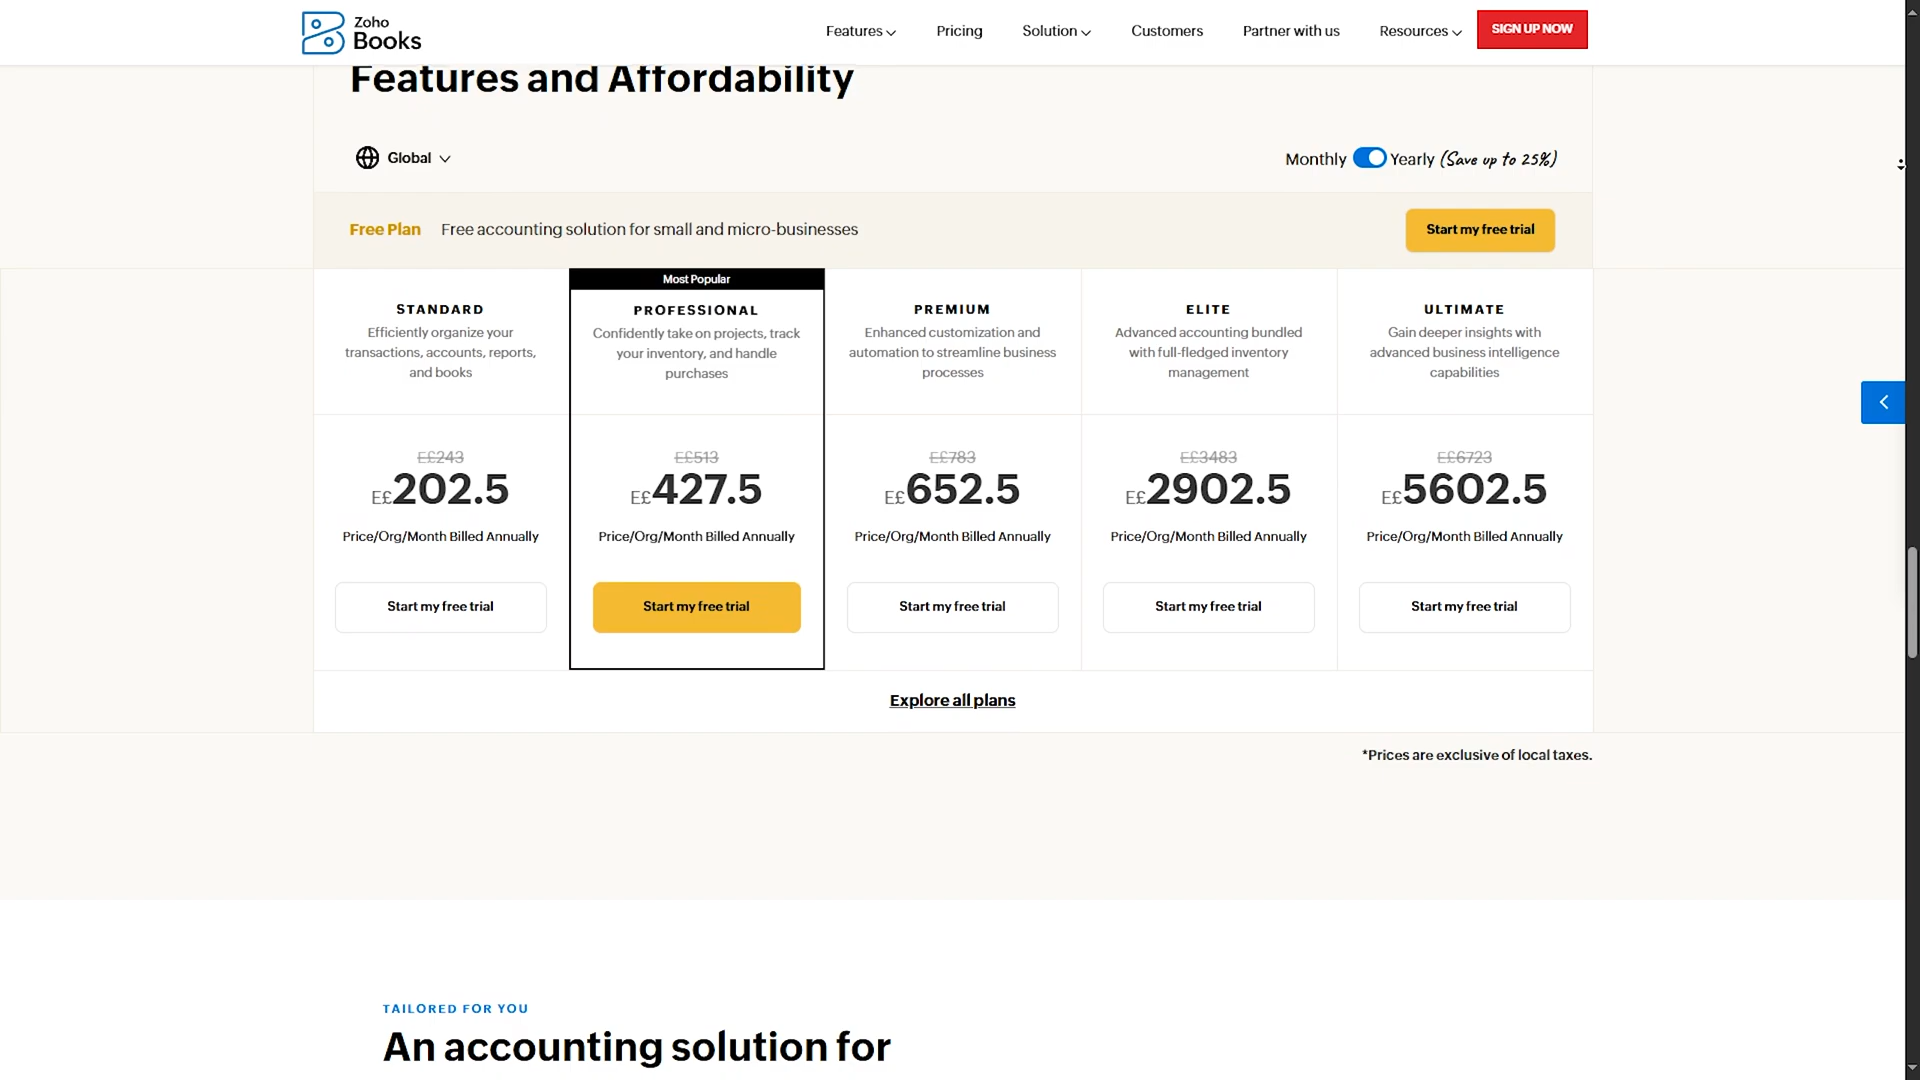 Zoho
Books
Features
Pricing
Solution
Customers
Partner with us
Resources
SIGN UP NOW
Features and Affordability
Global
Monthly
Yearly (Save up to 25%)
Free Plan
Free accounting solution for small and micro-businesses
Start my free trial
STANDARD
Efficiently organize your
transactions, accounts, reports,
and books
E£243
E£202.5
Price/Org/Month Billed Annually
Start my free trial
Most Popular
PROFESSIONAL
Confidently take on projects, track
your inventory, and handle
purchases
E£513
E£427.5
Price/Org/Month Billed Annually
Start my free trial
PREMIUM
Enhanced customization and
automation to streamline business
processes
E£783
E£652.5
Price/Org/Month Billed Annually
Start my free trial
ELITE
Advanced accounting bundled
with full-fledged inventory
management
E£3483
E£2902.5
Price/Org/Month Billed Annually
Start my free trial
ULTIMATE
Gain deeper insights with
advanced business intelligence
capabilities
E£6723
E£5602.5
Price/Org/Month Billed Annually
Start my free trial
Explore all plans
*Prices are exclusive of local taxes.
TAILORED FOR YOU
An accounting solution for